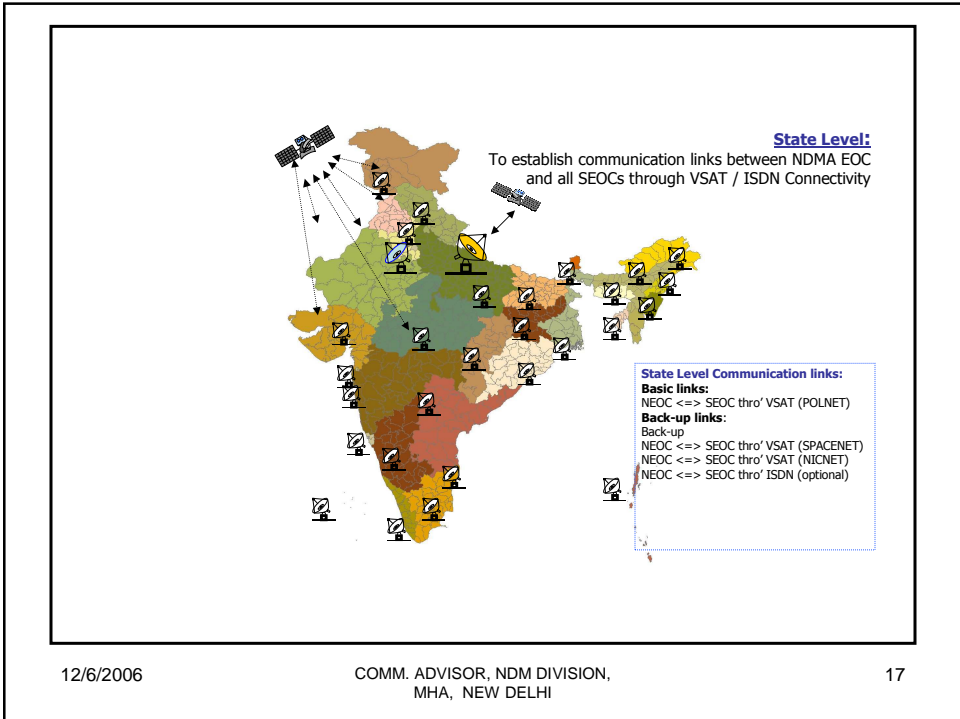 State Level:
To establish communication links between NDMA EOC
and all SEOCs through VSAT / ISDN Connectivity
State Level Communication links:
Basic links:
NEOC <=> SEOC thro’ VSAT (POLNET)
Back-up links:
Back-up
NEOC <=> SEOC thro’ VSAT (SPACENET)
NEOC <=> SEOC thro’ VSAT (NICNET)
NEOC <=> SEOC thro’ ISDN (optional)
12/6/2006
COMM. ADVISOR, NDM DIVISION,
MHA, NEW DELHI
17